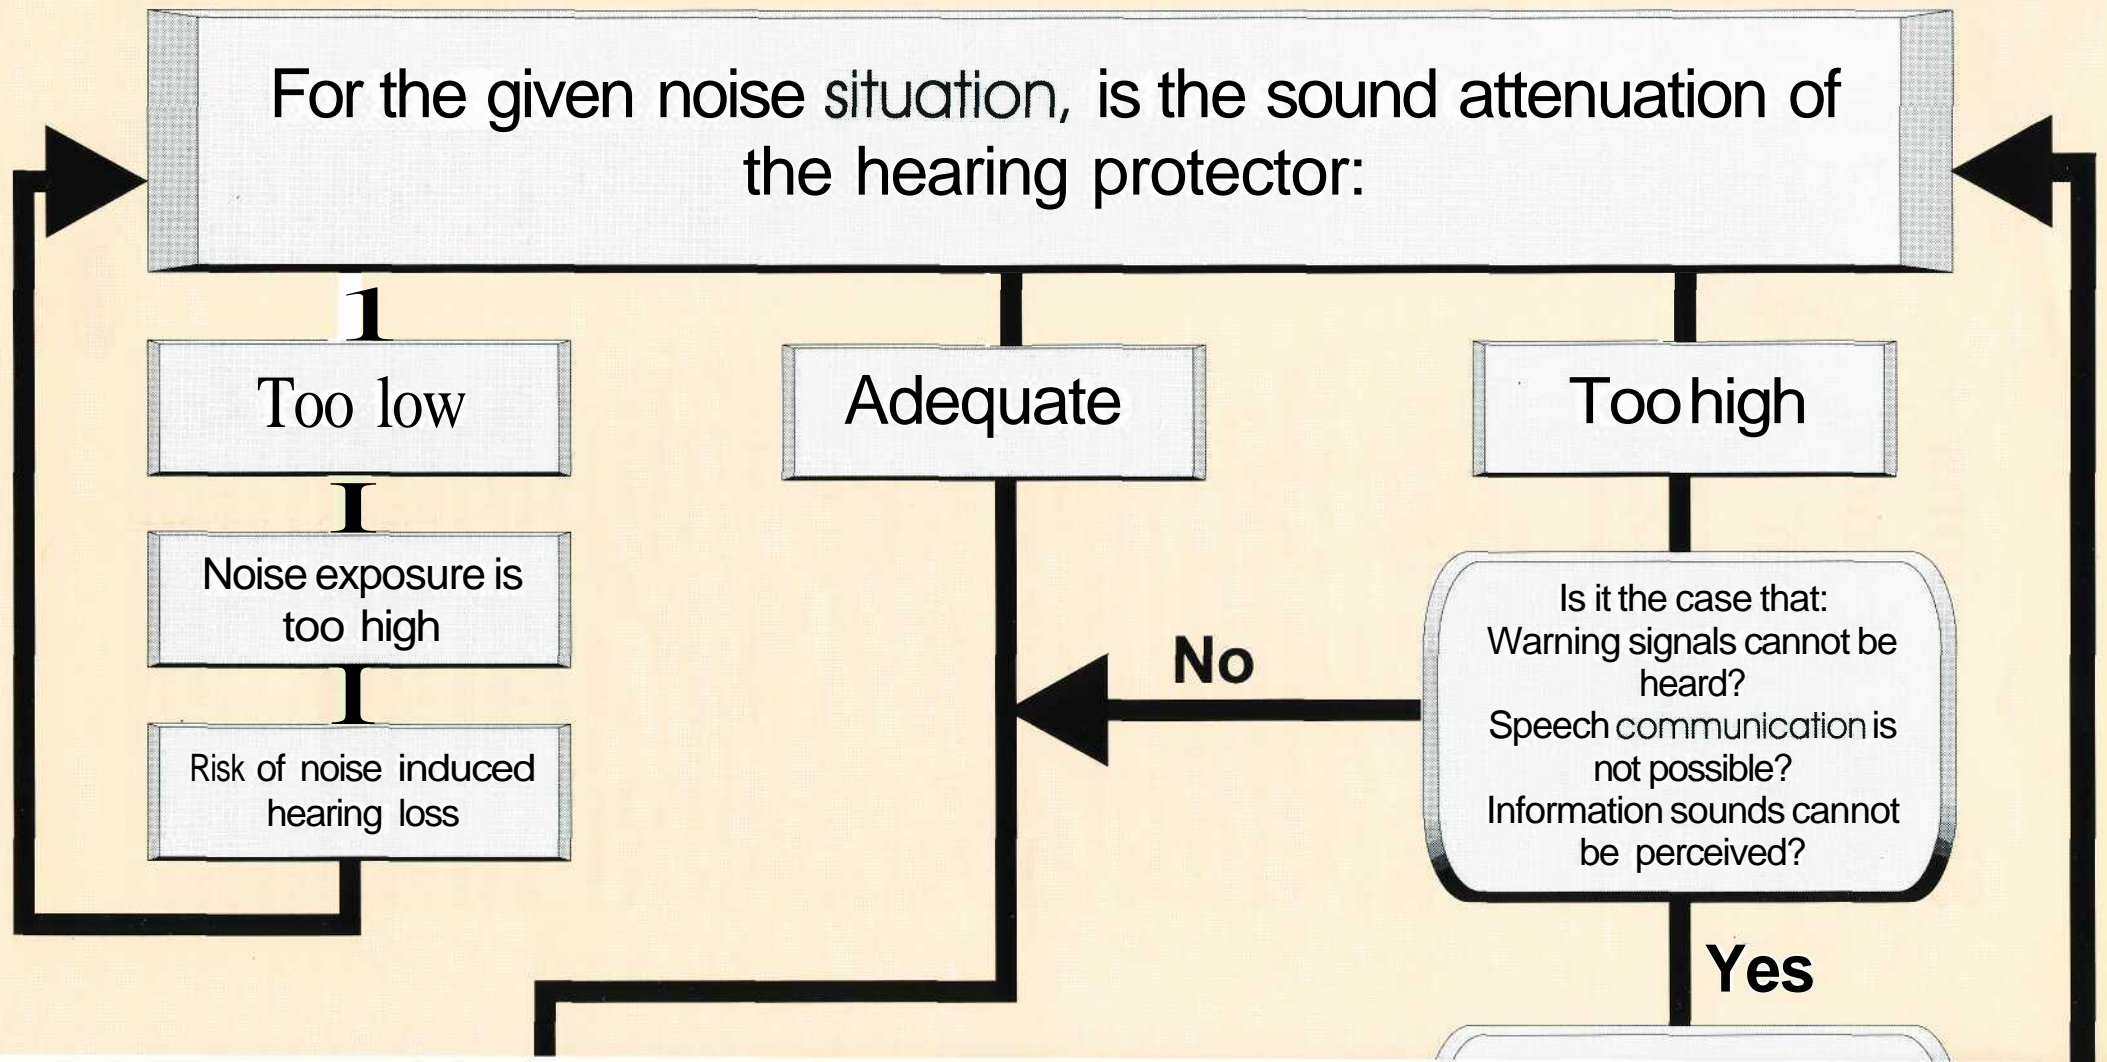 For the given noise situation, is the sound attenuation of
the hearing protector:
Too low
Adequate
Too high
Noise exposure is
too high
Risk of noise induced
hearing loss
Is it the case that:
Warning signals cannot be
heard?
Speech communication is
not possible?
Information sounds cannot
be perceived?
No
Yes